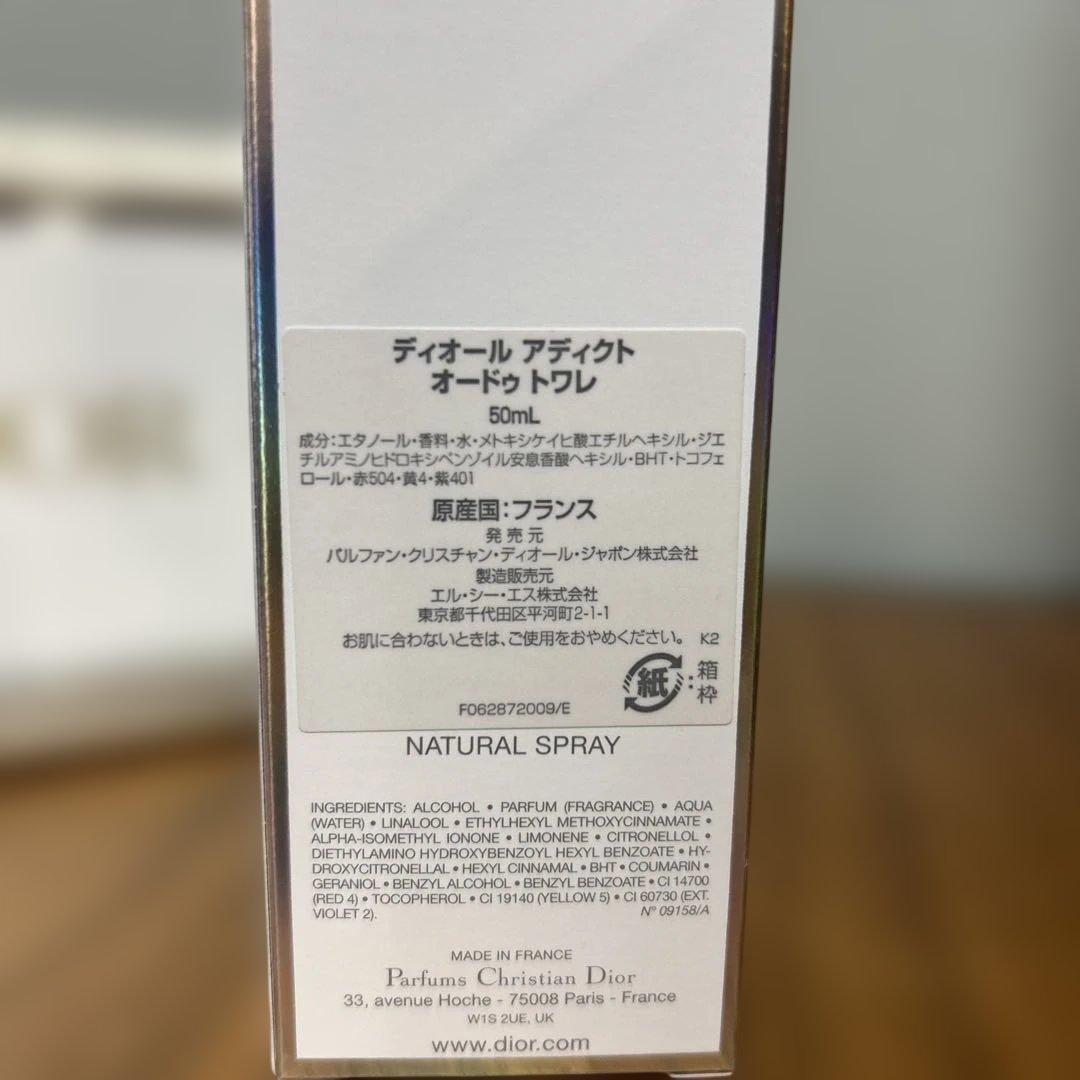 ディオール アディクト
オードゥ トワレ
50mL
成分：エタノール・香料・水・メトキシケイヒ酸エチルヘキシル・ジエ
チルアミノヒドロキシベンゾイル安息香酸ヘキシル・BHT・トコフェ
ロール・赤504・黄4・紫401
原産国：フランス
発売元
パルファン・クリスチャン・ディオール・ジャポン株式会社
製造販売元
エル・シー・エス株式会社
東京都千代田区平河町2-1-1
お肌に合わないときは、ご使用をおやめください。 K2
紙：箱
枠
F062872009/E
NATURAL SPRAY
INGREDIENTS: ALCOHOL • PARFUM (FRAGRANCE) • AQUA
(WATER) • LINALOOL • ETHYLHEXYL METHOXYCINNAMATE •
ALPHA-ISOMETHYL IONONE • LIMONENE • CITRONELLOL •
DIETHYLAMINO HYDROXYBENZOYL HEXYL BENZOATE • HY-
DROXYCITRONELLAL • HEXYL CINNAMAL • BHT • COUMARIN •
GERANIOL • BENZYL ALCOHOL • BENZYL BENZOATE • CI 14700
(RED 4) • TOCOPHEROL • CI 19140 (YELLOW 5) • CI 60730 (EXT.
VIOLET 2). N° 09158/A
MADE IN FRANCE
Parfums Christian Dior
33, avenue Hoche - 75008 Paris - France
W1S 2UE, UK
www.dior.com